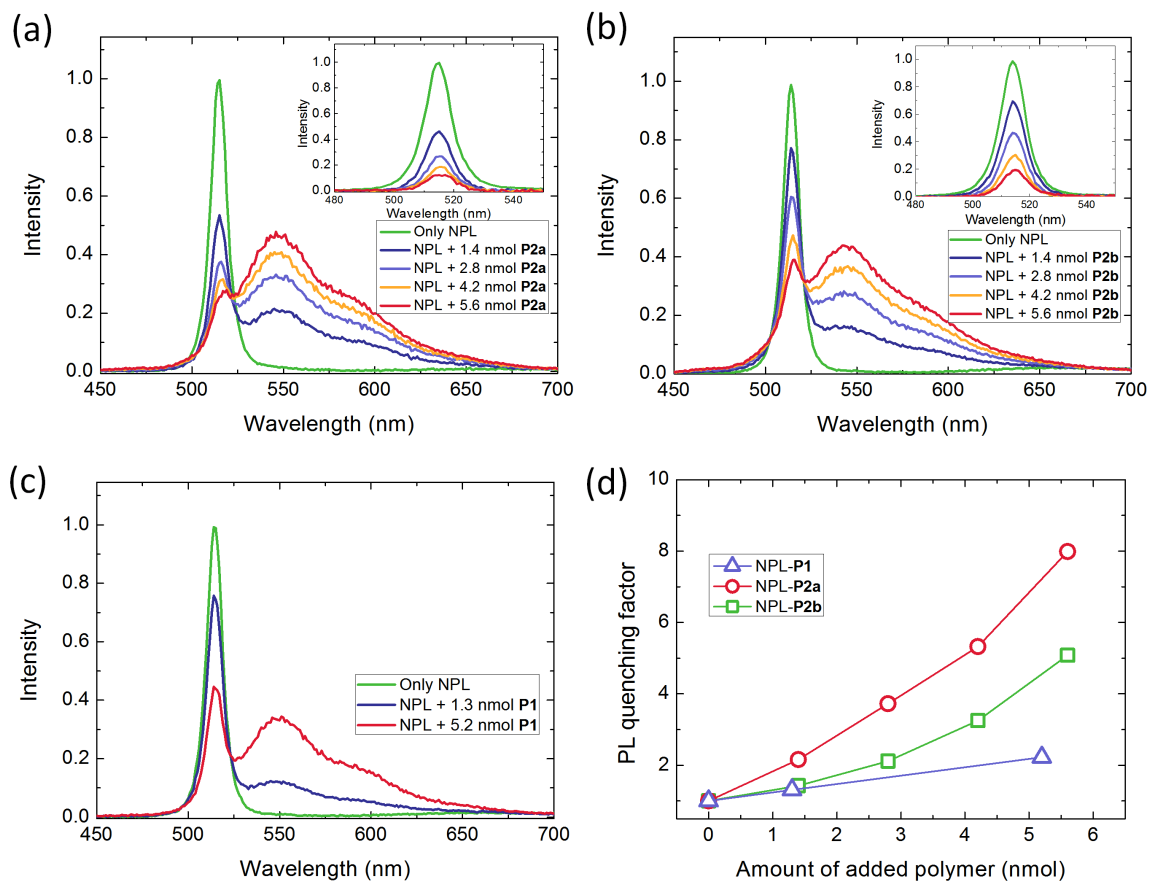 (a)
Intensity
1.0
0.8
0.6
0.4
0.2
0.0
450 500 550 600 650 700
Wavelength (nm)
Intensity
1.0
0.8
0.6
0.4
0.2
0.0
480 500 520 540
Wavelength (nm)
Only NPL
NPL + 1.4 nmol P2a
NPL + 2.8 nmol P2a
NPL + 4.2 nmol P2a
NPL + 5.6 nmol P2a
(b)
Intensity
1.0
0.8
0.6
0.4
0.2
0.0
450 500 550 600 650 700
Wavelength (nm)
Intensity
1.0
0.8
0.6
0.4
0.2
0.0
480 500 520 540
Wavelength (nm)
Only NPL
NPL + 1.4 nmol P2b
NPL + 2.8 nmol P2b
NPL + 4.2 nmol P2b
NPL + 5.6 nmol P2b
(c)
Intensity
1.0
0.8
0.6
0.4
0.2
0.0
450 500 550 600 650 700
Wavelength (nm)
Only NPL
NPL + 1.3 nmol P1
NPL + 5.2 nmol P1
(d)
PL quenching factor
10
8
6
4
2
0 1 2 3 4 5 6
Amount of added polymer (nmol)
NPL-P1
NPL-P2a
NPL-P2b